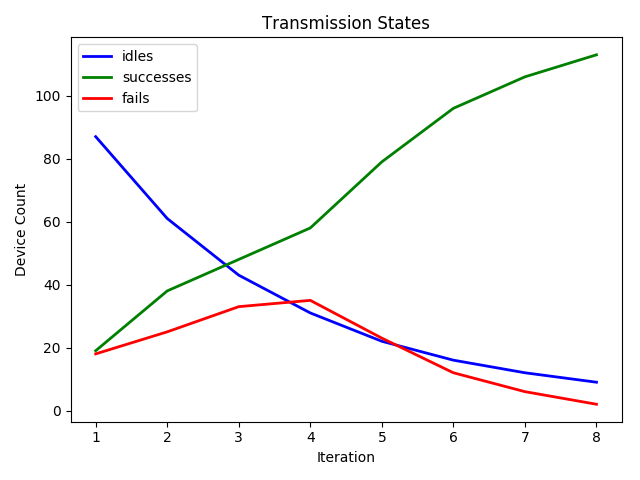 Transmission States
idles
successes
fails
Device Count
100
80
60
40
20
0
1 2 3 4 5 6 7 8
Iteration